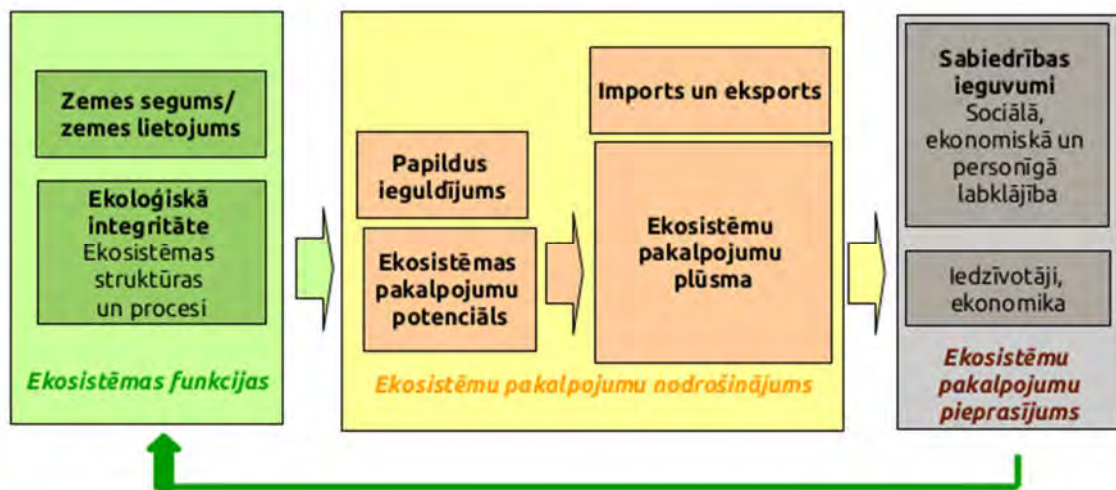 Zemes segums/
zemes lietojums
Ekoloģiskā
integritāte
Ekosistēmas
struktūras
un procesi
Ekosistēmas funkcijas
Papildus
ieguldījums
Ekosistēmas
pakalpojumu
potenciāls
Imports un eksports
Ekosistēmu
pakalpojumu
plūsma
Ekosistēmu pakalpojumu nodrošinājums
Sabiedrības
ieguvumi
Sociālā,
ekonomiskā un
personīgā
labklājība
Iedzīvotāji,
ekonomika
Ekosistēmu
pakalpojumu
pieprasījums